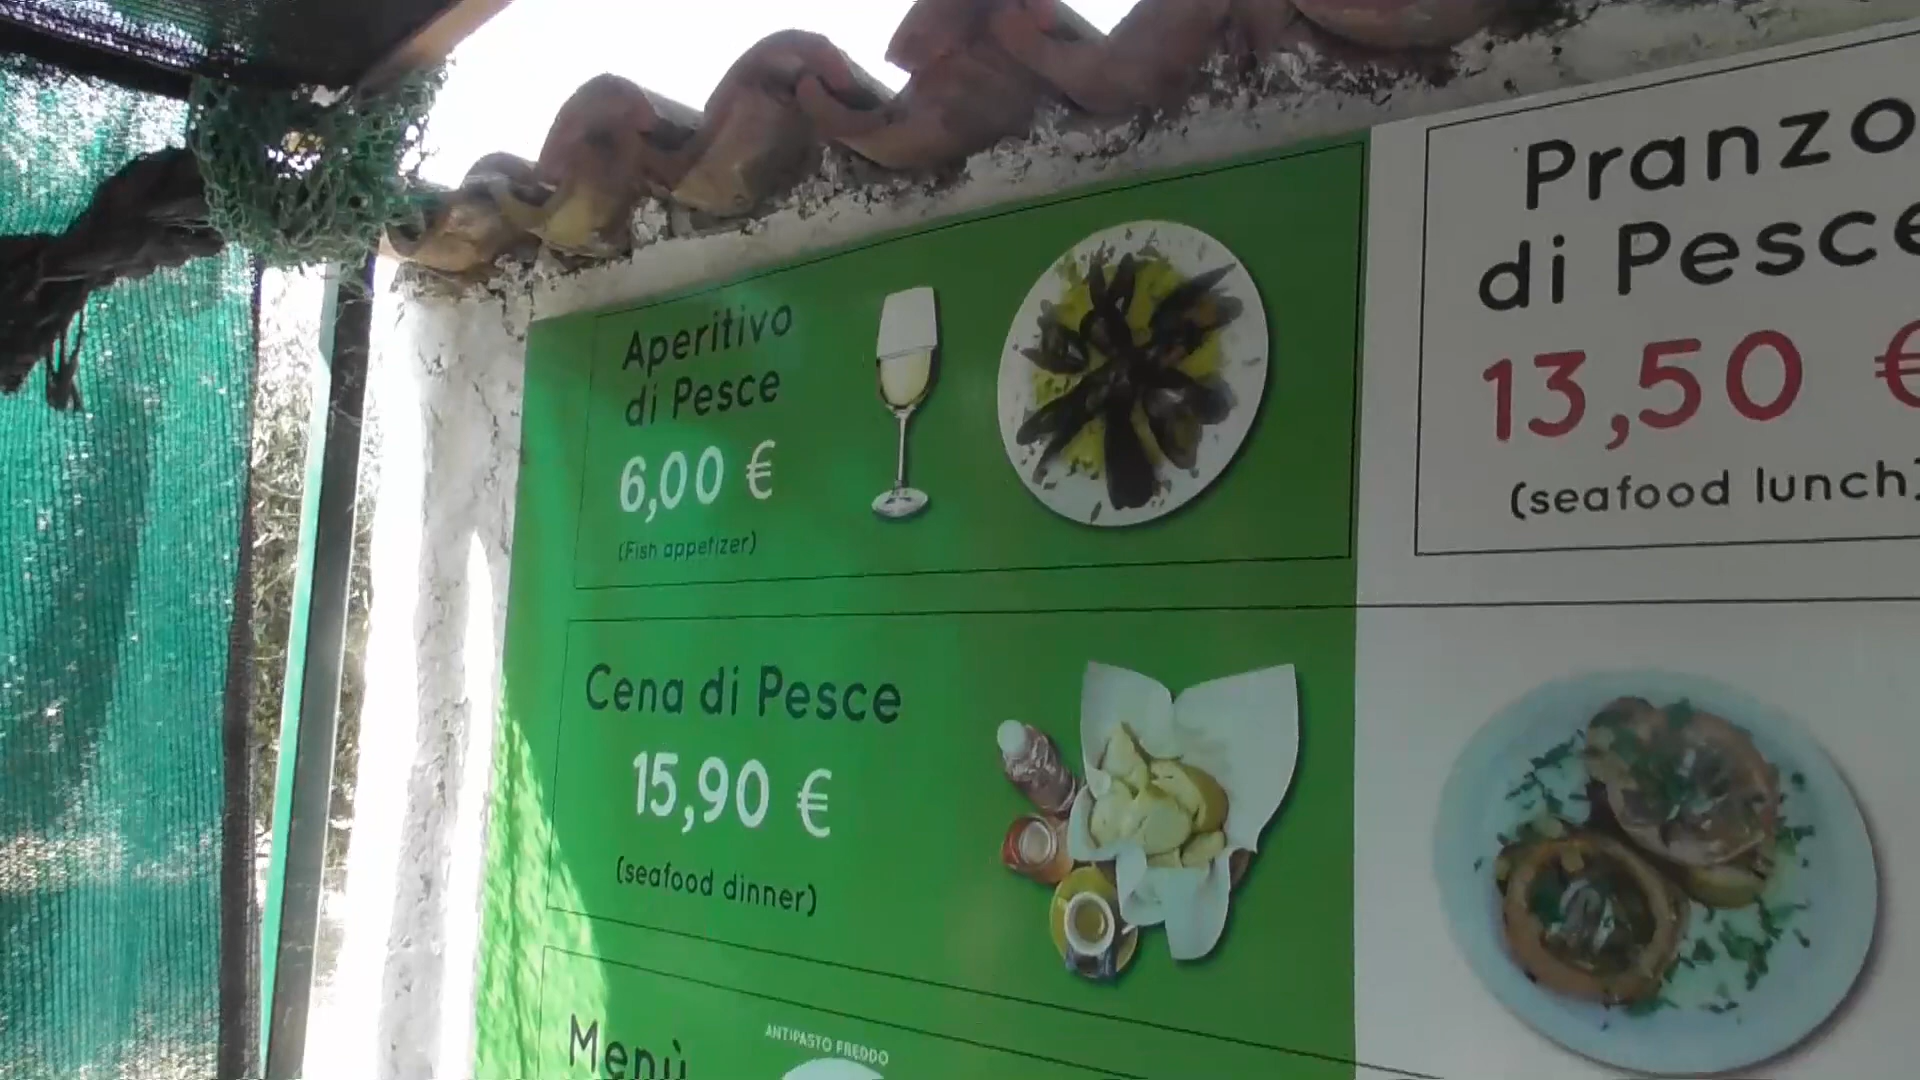 Aperitivo
di Pesce
6,00 €
(Fish appetizer)
Cena di Pesce
15,90 €
(seafood dinner)
Menù
ANTIPASTO FREDDO
Pranzo
di Pesce
13,50 €
(seafood lunch)